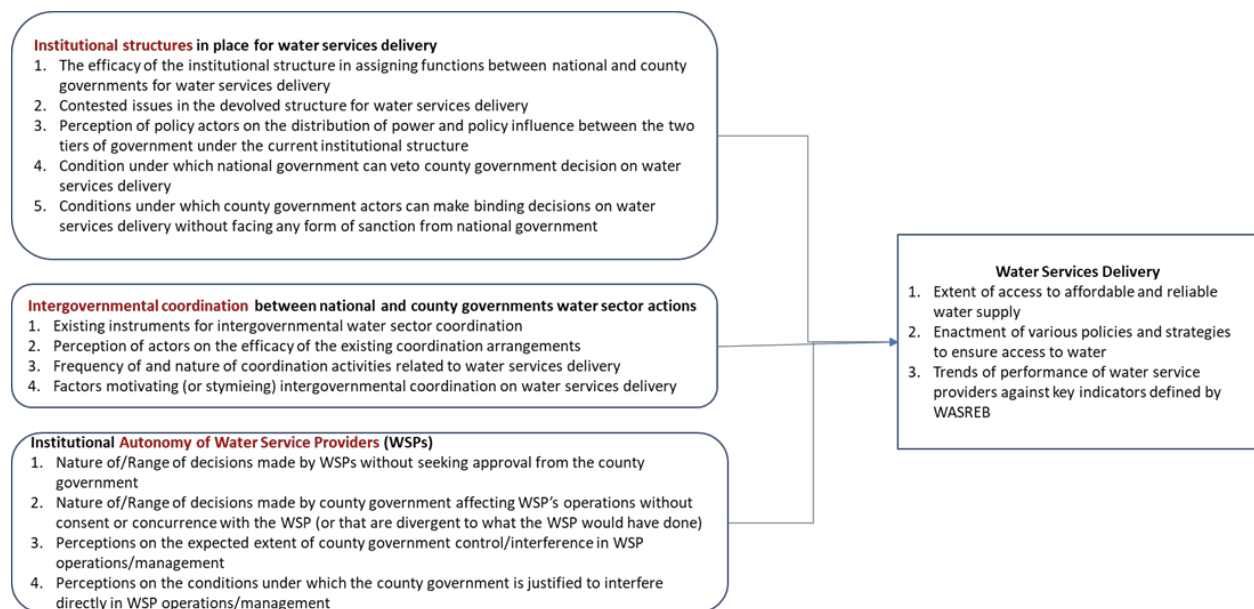 Institutional structures in place for water services delivery
1. The efficacy of the institutional structure in assigning functions between national and county
governments for water services delivery
2. Contested issues in the devolved structure for water services delivery
3. Perception of policy actors on the distribution of power and policy influence between the two
tiers of government under the current institutional structure
4. Condition under which national government can veto county government decision on water
services delivery
5. Conditions under which county government actors can make binding decisions on water
services delivery without facing any form of sanction from national government
Intergovernmental coordination between national and county governments water sector actions
1. Existing instruments for intergovernmental water sector coordination
2. Perception of actors on the efficacy of the existing coordination arrangements
3. Frequency of and nature of coordination activities related to water services delivery
4. Factors motivating (or stymieing) intergovernmental coordination on water services delivery
Institutional Autonomy of Water Service Providers (WSPs)
1. Nature of/Range of decisions made by WSPs without seeking approval from the county
government
2. Nature of/Range of decisions made by county government affecting WSP's operations without
consent or concurrence with the WSP (or that are divergent to what the WSP would have done)
3. Perceptions on the expected extent of county government control/interference in WSP
operations/management
4. Perceptions on the conditions under which the county government is justified to interfere
directly in WSP operations/management
Water Services Delivery
1. Extent of access to affordable and reliable
water supply
2. Enactment of various policies and strategies
to ensure access to water
3. Trends of performance of water service
providers against key indicators defined by
WASREB